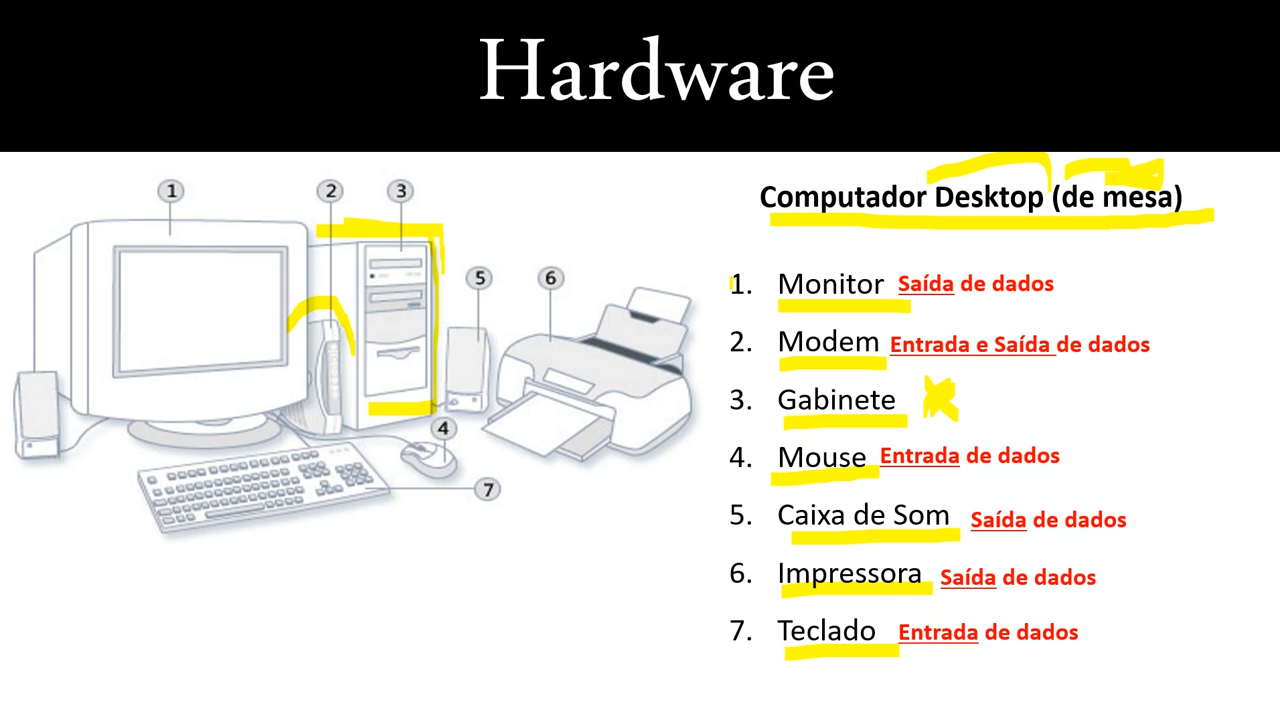 Hardware
1
2
3
5
6
4
7
Computador Desktop (de mesa)
1. Monitor Saída de dados
2. Modem Entrada e Saída de dados
3. Gabinete
4. Mouse Entrada de dados
5. Caixa de Som Saída de dados
6. Impressora Saída de dados
7. Teclado Entrada de dados